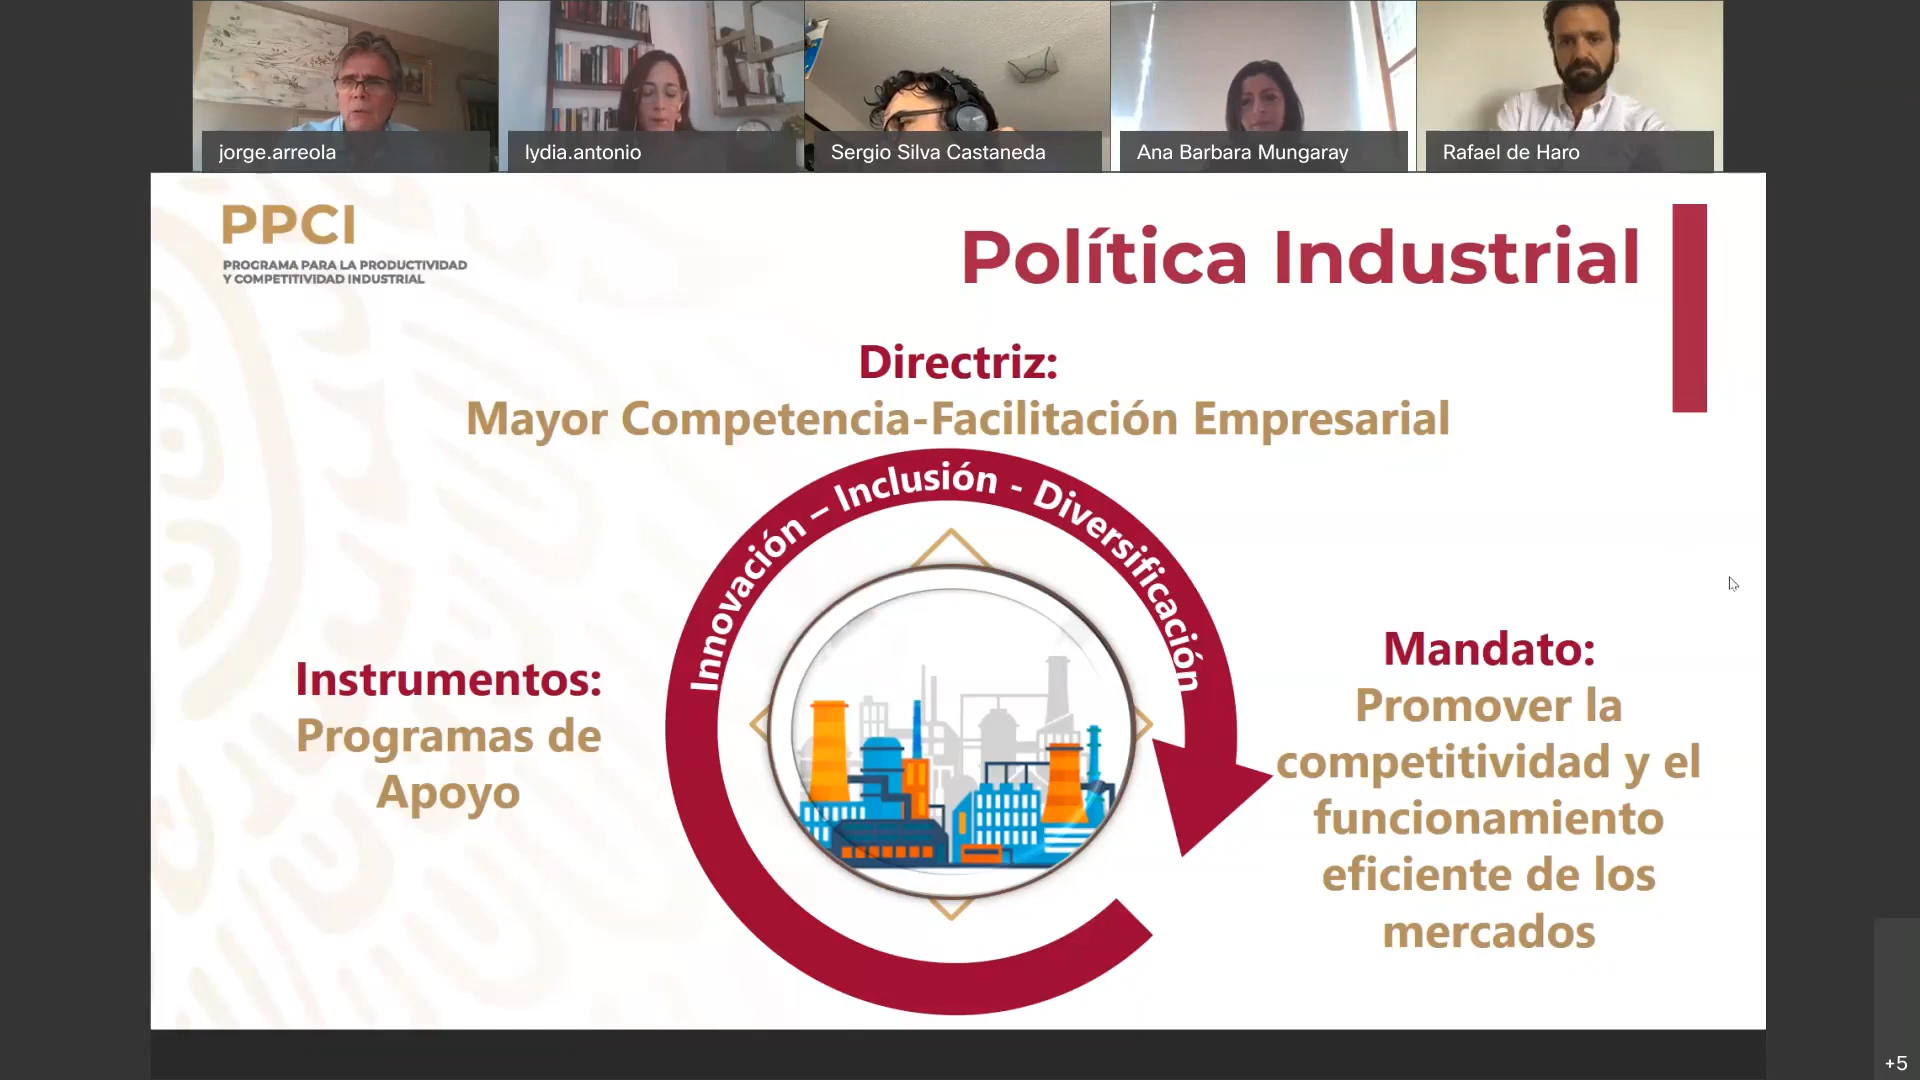 jorge.arreola
lydia.antonio
Sergio Silva Castaneda
Ana Barbara Mungaray
Rafael de Haro
PPCI
PROGRAMA PARA LA PRODUCTIVIDAD
Y COMPETITIVIDAD INDUSTRIAL
Política Industrial
Directriz:
Mayor Competencia-Facilitación Empresarial
Innovación – Inclusión - Diversificación
Instrumentos:
Programas de
Apoyo
Mandato:
Promover la
competitividad y el
funcionamiento
eficiente de los
mercados
+5